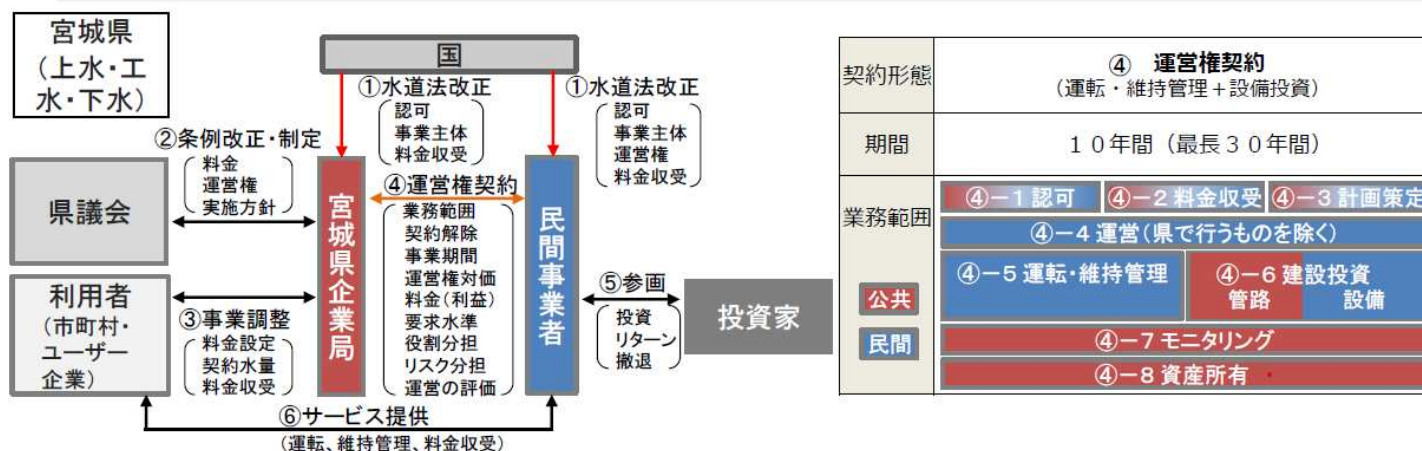 宮城県
（上水・工
水・下水）
国
①水道法改正
認可
事業主体
料金収受
①水道法改正
認可
事業主体
運営権
料金収受
②条例改正・制定
料金
運営権
実施方針
県議会
宮城県企業局
④運営権契約
業務範囲
契約解除
事業期間
運営権対価
料金（利益）
要求水準
役割分担
リスク分担
運営の評価
民間事業者
利用者
（市町村・
ユーザー
企業）
③事業調整
料金設定
契約水量
料金収受
⑤参画
投資
リターン
撤退
投資家
⑥サービス提供
（運転、維持管理、料金収受）
契約形態
④ 運営権契約
（運転・維持管理＋設備投資）
期間
１０年間（最長３０年間）
業務範囲
公共
民間
④－１認可
④－２料金収受
④－３計画策定
④－４運営（県で行うものを除く）
④－５運転・維持管理
④－６建設投資
管路 設備
④－７モニタリング
④－８資産所有